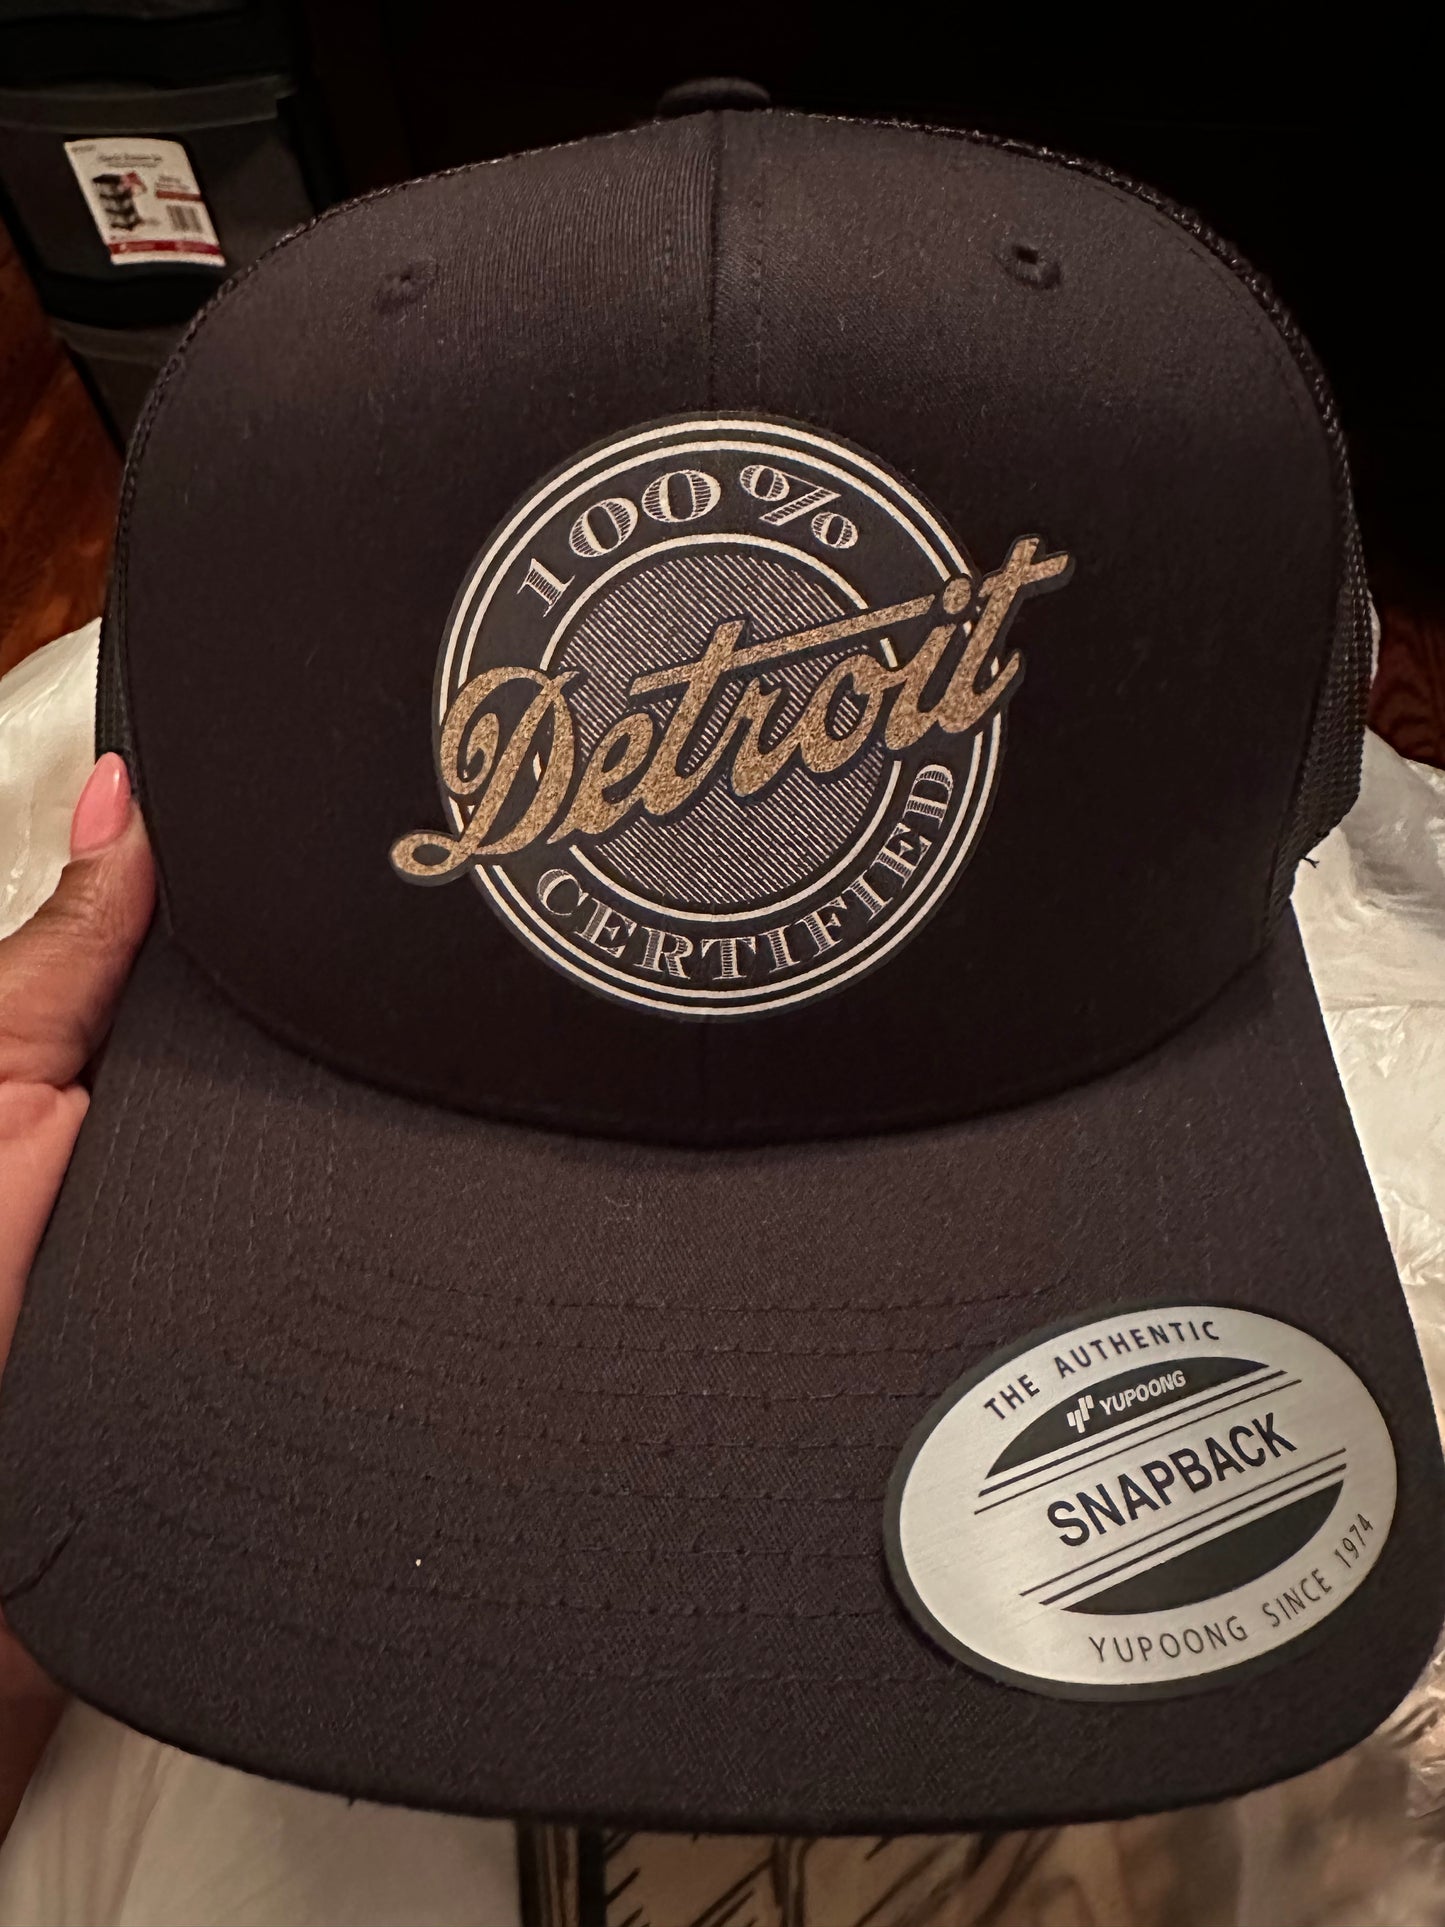 100%
Detroit
CERTIFIED
THE AUTHENTIC
YUPOONG
SNAPBACK
YUPOONG SINCE 1974